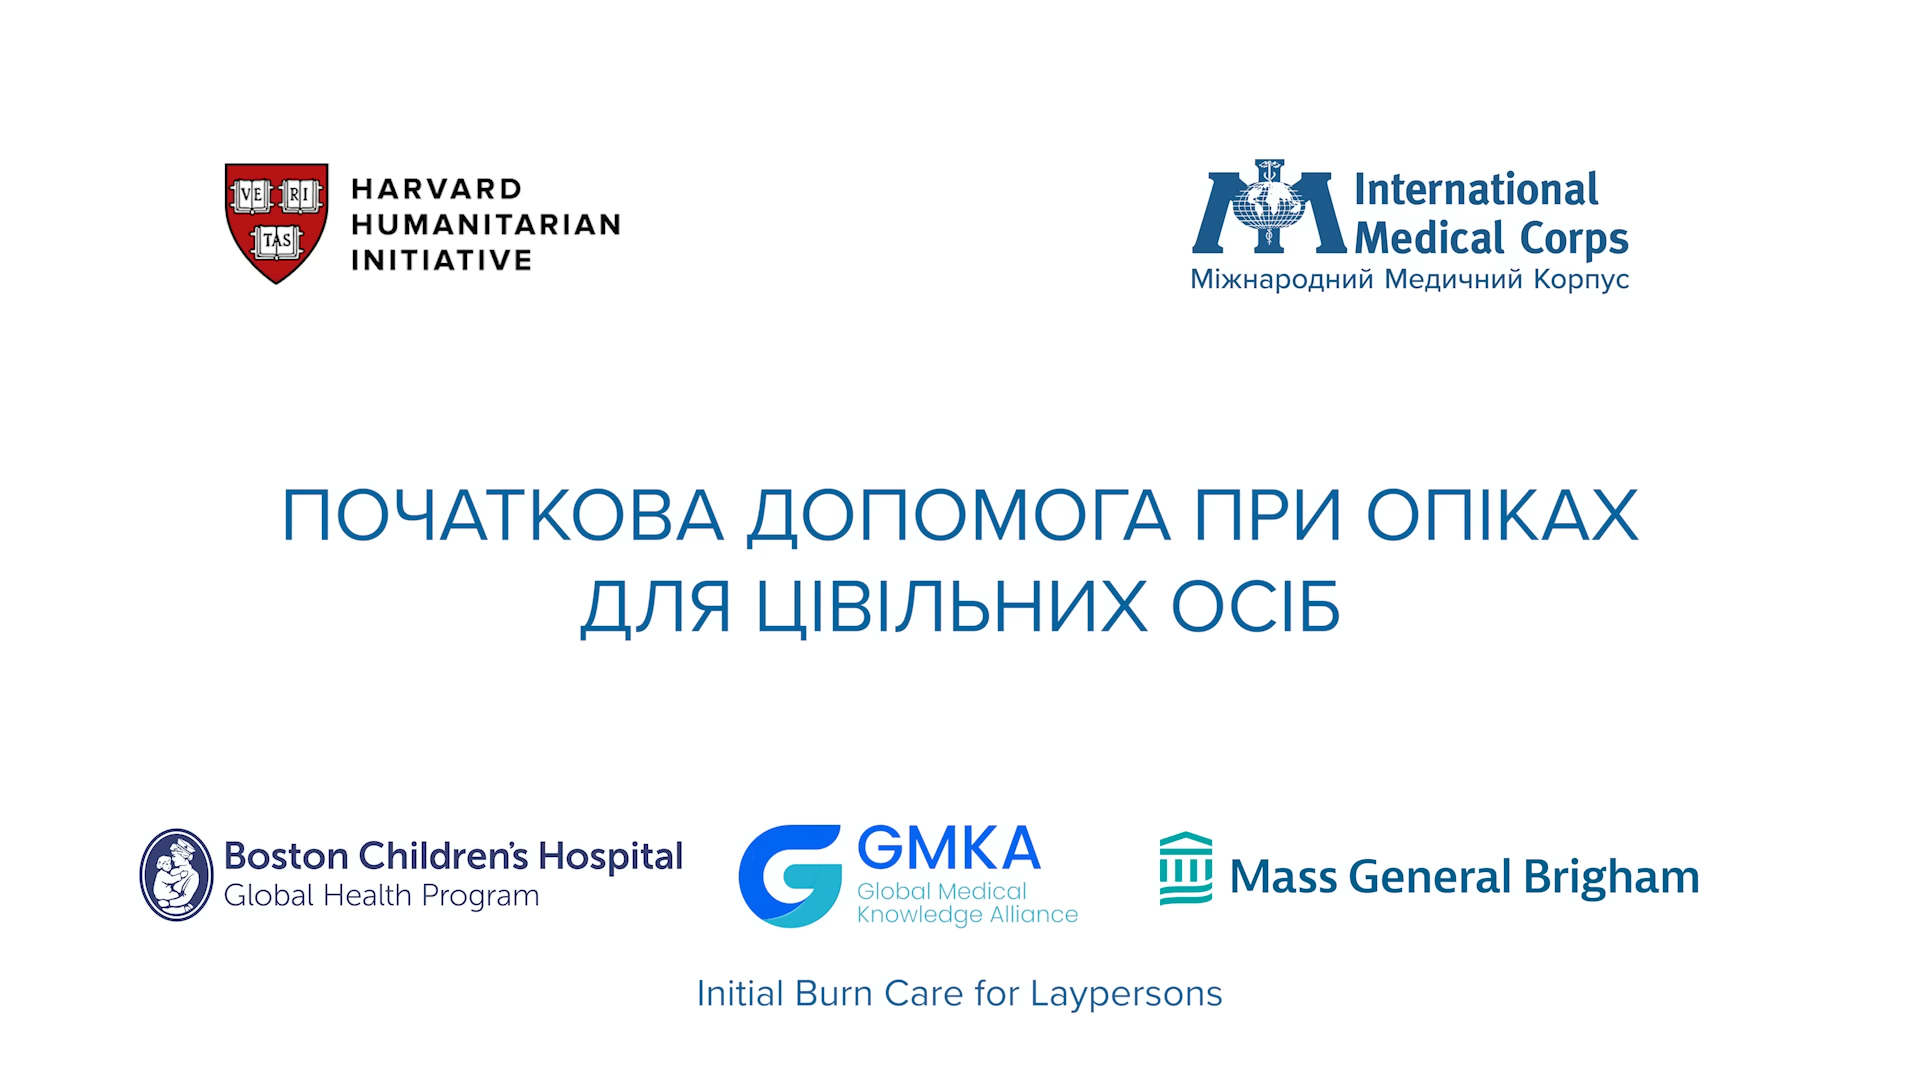 VE RI
TAS
HARVARD
HUMANITARIAN
INITIATIVE
International
Medical Corps
Міжнародний Медичний Корпус
ПОЧАТКОВА ДОПОМОГА ПРИ ОПІКАХ
ДЛЯ ЦІВІЛЬНИХ ОСІБ
Boston Children's Hospital
Global Health Program
GMKA
Global Medical
Knowledge Alliance
Mass General Brigham
Initial Burn Care for Laypersons